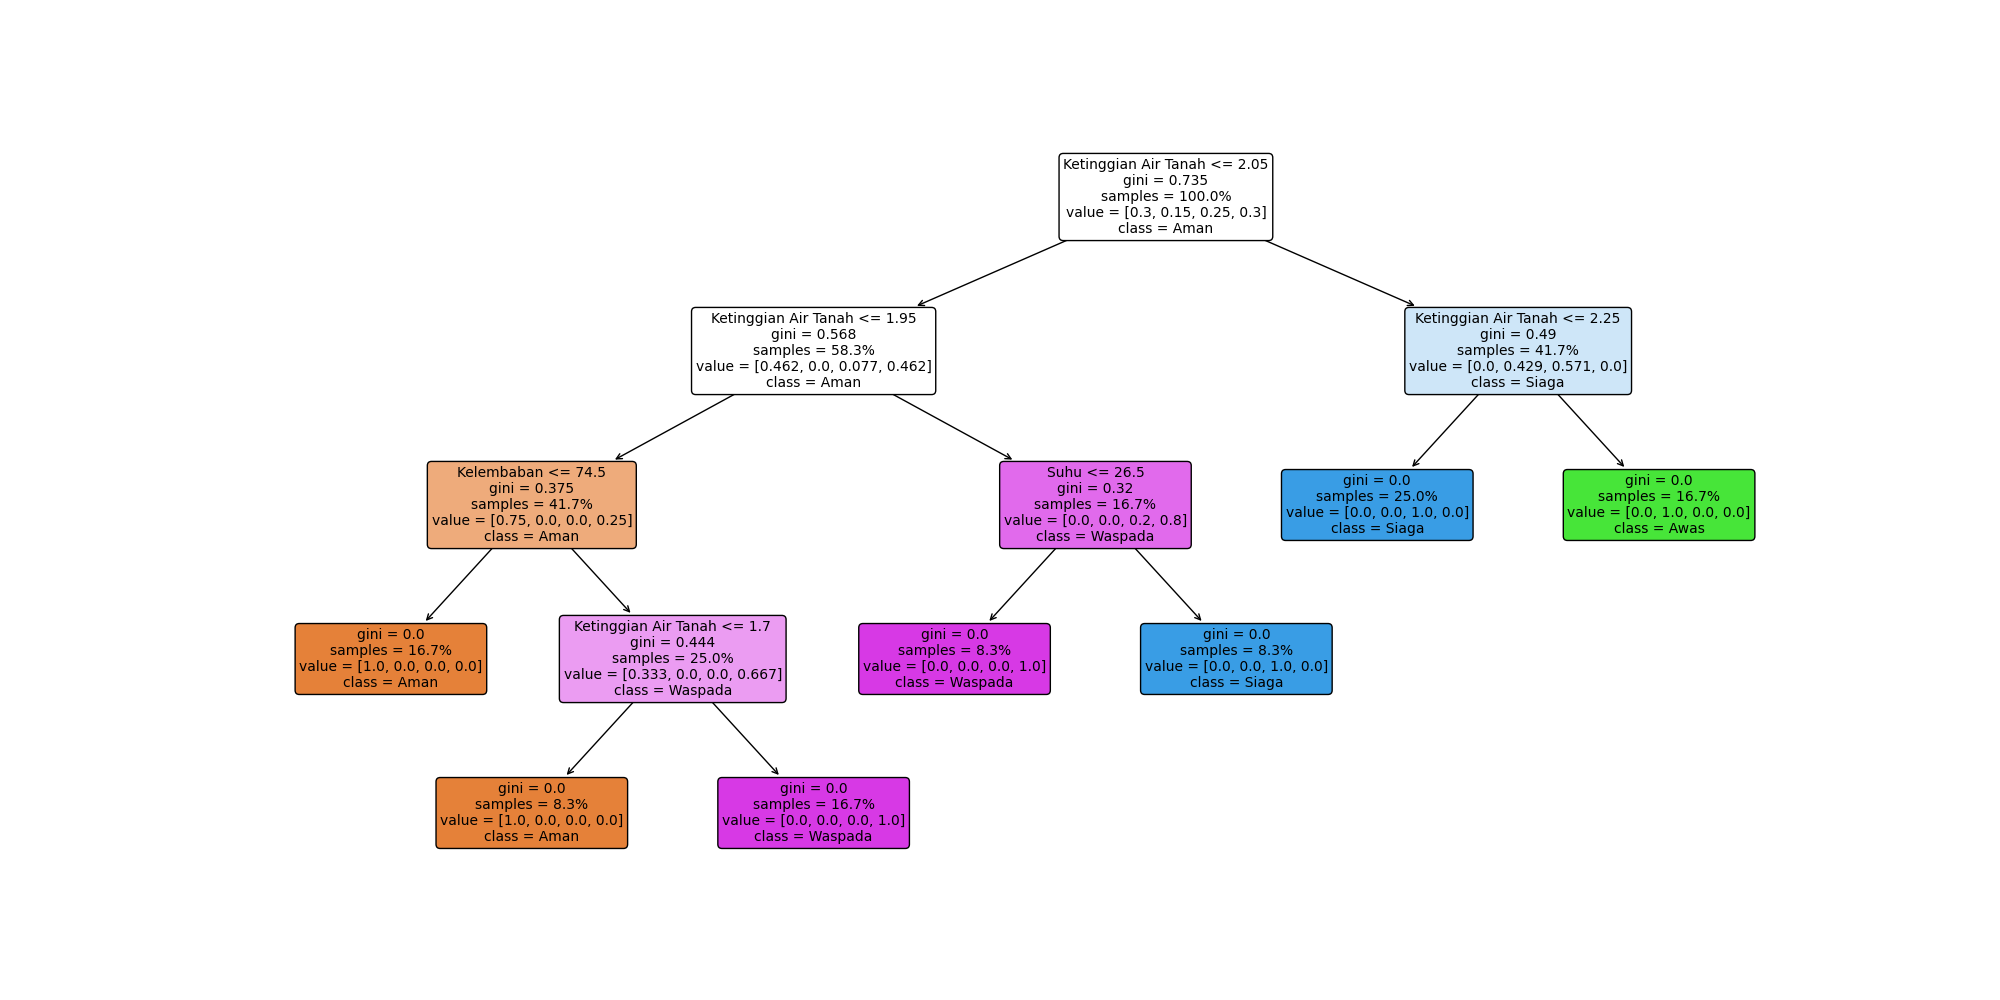 Ketinggian Air Tanah <= 2.05
gini = 0.735
samples = 100.0%
value = [0.3, 0.15, 0.25, 0.3]
class = Aman
Ketinggian Air Tanah <= 1.95
gini = 0.568
samples = 58.3%
value = [0.462, 0.0, 0.077, 0.462]
class = Aman
Ketinggian Air Tanah <= 2.25
gini = 0.49
samples = 41.7%
value = [0.0, 0.429, 0.571, 0.0]
class = Siaga
Kelembaban <= 74.5
gini = 0.375
samples = 41.7%
value = [0.75, 0.0, 0.0, 0.25]
class = Aman
Suhu <= 26.5
gini = 0.32
samples = 16.7%
value = [0.0, 0.0, 0.2, 0.8]
class = Waspada
gini = 0.0
samples = 25.0%
value = [0.0, 0.0, 1.0, 0.0]
class = Siaga
gini = 0.0
samples = 16.7%
value = [0.0, 1.0, 0.0, 0.0]
class = Awas
gini = 0.0
samples = 16.7%
value = [1.0, 0.0, 0.0, 0.0]
class = Aman
Ketinggian Air Tanah <= 1.7
gini = 0.444
samples = 25.0%
value = [0.333, 0.0, 0.0, 0.667]
class = Waspada
gini = 0.0
samples = 8.3%
value = [0.0, 0.0, 0.0, 1.0]
class = Waspada
gini = 0.0
samples = 8.3%
value = [0.0, 0.0, 1.0, 0.0]
class = Siaga
gini = 0.0
samples = 8.3%
value = [1.0, 0.0, 0.0, 0.0]
class = Aman
gini = 0.0
samples = 16.7%
value = [0.0, 0.0, 0.0, 1.0]
class = Waspada